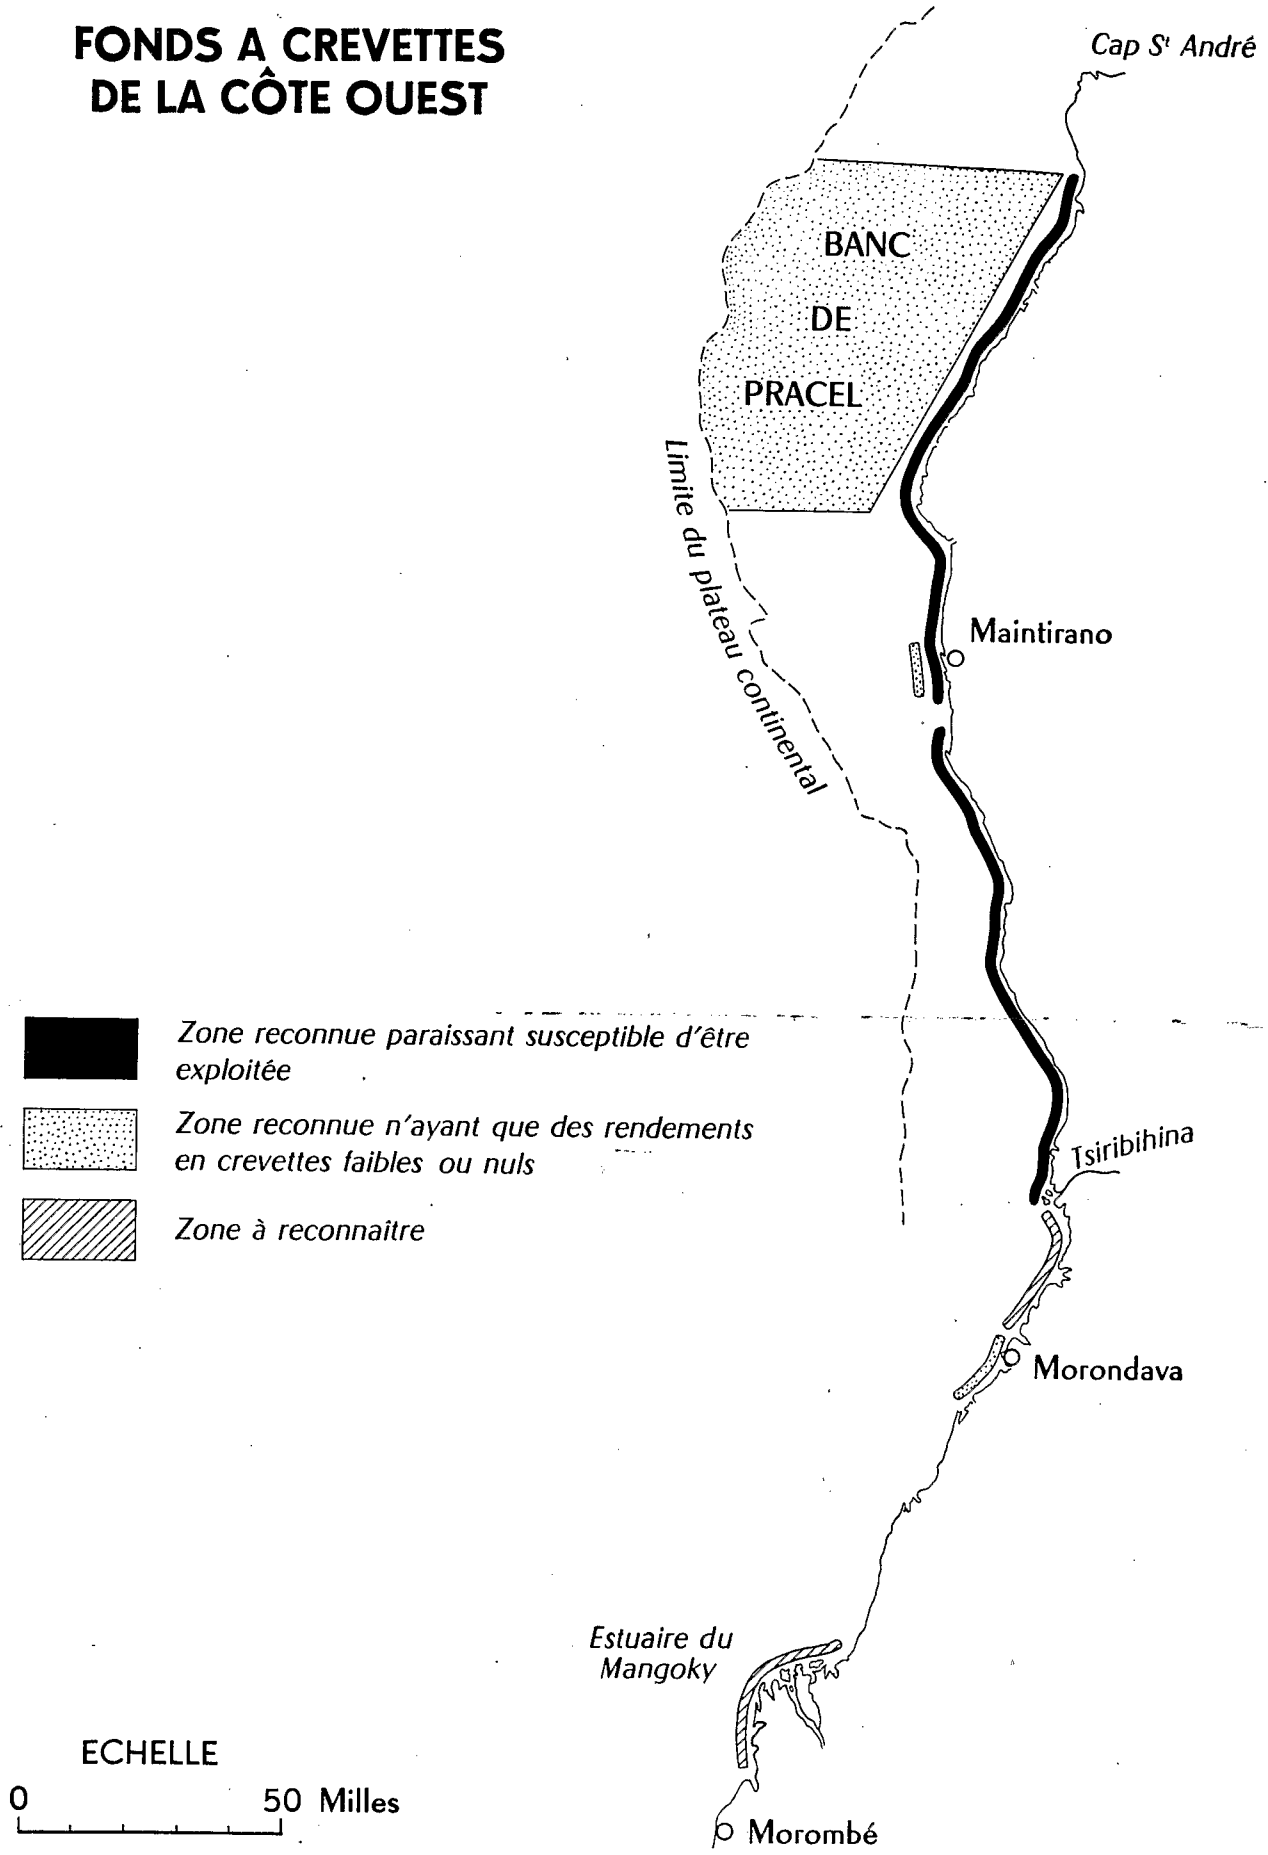 FONDS A CREVETTES
DE LA CÔTE OUEST
Cap St André
BANC
DE
PRACEL
Limite du plateau continental
Maintirano
Zone reconnue paraissant susceptible d'être
exploitée
Zone reconnue n'ayant que des rendements
en crevettes faibles ou nuls
Zone à reconnaître
Tsiribihina
Morondava
Estuaire du
Mangoky
ECHELLE
0 50 Milles
Morombé